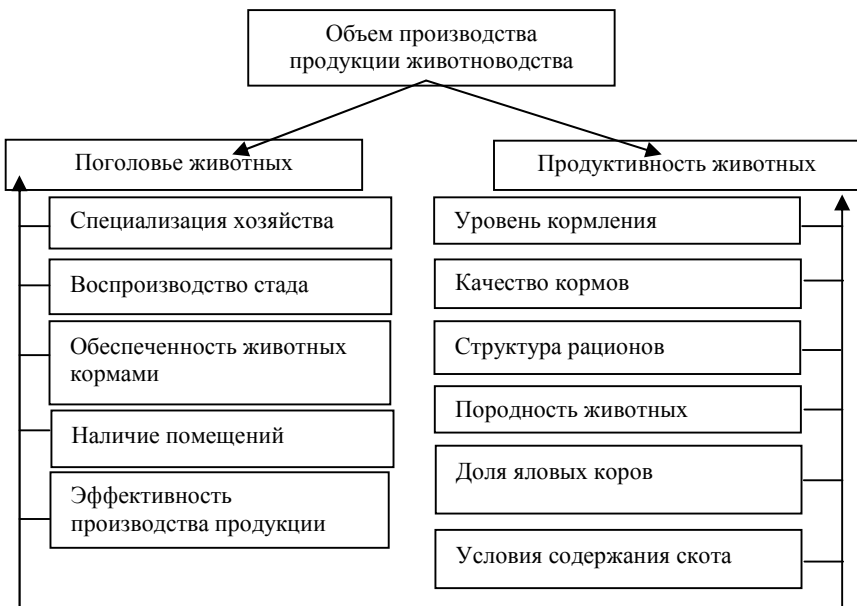 Объем производства
продукции животноводства
Поголовье животных
Продуктивность животных
Специализация хозяйства
Воспроизводство стада
Обеспеченность животных
кормами
Наличие помещений
Эффективность
производства продукции
Уровень кормления
Качество кормов
Структура рационов
Породность животных
Доля яловых коров
Условия содержания скота